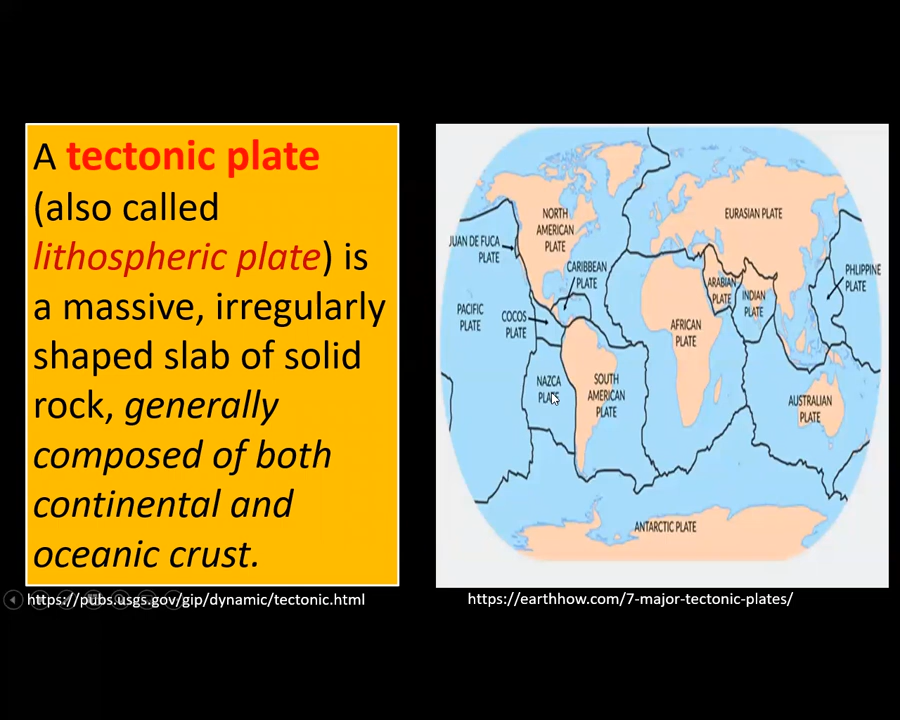 A tectonic plate
(also called
lithospheric plate) is
a massive, irregularly
shaped slab of solid
rock, generally
composed of both
continental and
oceanic crust.
https://pubs.usgs.gov/gip/dynamic/tectonic.html
NORTH
AMERICAN
PLATE
EURASIAN PLATE
JUAN DE FUCA
PLATE
CARIBBEAN
PLATE
ARABIAN
PLATE
INDIAN
PLATE
PHLIPPINE
PLATE
PACIFIC
PLATE
COCOS
PLATE
AFRICAN
PLATE
NAZCA
PLATE
SOUTH
AMERICAN
PLATE
AUSTRALIAN
PLATE
ANTARCTIC PLATE
https://earthhow.com/7-major-tectonic-plates/